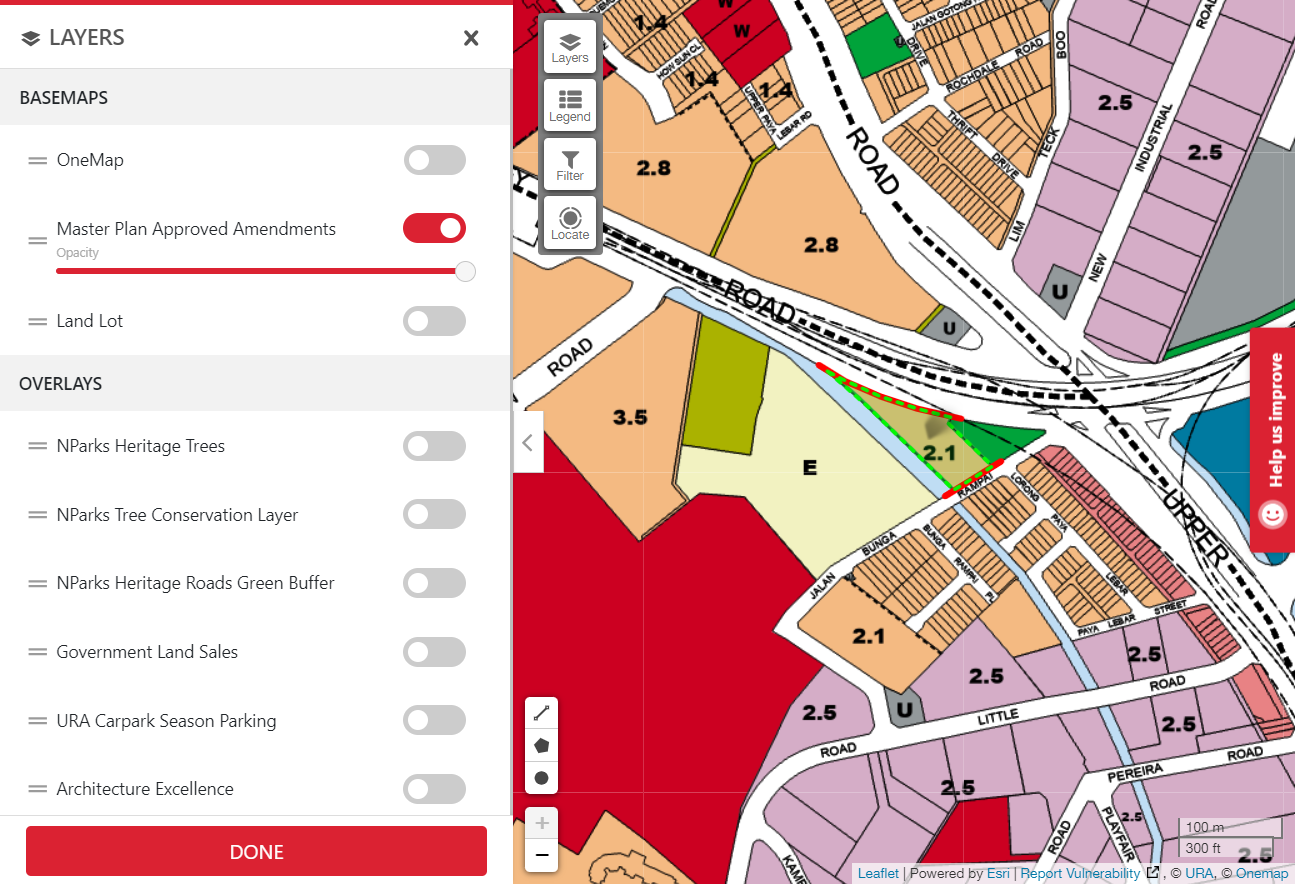 LAYERS
BASEMAPS
OneMap
Master Plan Approved Amendments
Opacity
Land Lot
OVERLAYS
NParks Heritage Trees
NParks Tree Conservation Layer
NParks Heritage Roads Green Buffer
Government Land Sales
URA Carpark Season Parking
Architecture Excellence
DONE
Layers
Legend
Filter
Locate
1.4
W
W
HOW SUN CL
1.4
1.4
UPPER PAYA
LEBAR RD
2.8
2.8
Y
ROAD
ROAD
ROAD
JALAN GOTONG
DRIVE
ROCHDALE ROAD
THRIFT
DRIVE
BOO
TECK
LIM
ROAD
INDUSTRIAL
NEW
2.5
2.5
U
U
3.5
E
2.1
RAMPAI
BUNGA
JALAN
LORONG
PAYA
LEBAR
BUNGA
RAMPAI
PL
PAYA LEBAR STREET
UPPER
2.1
2.5
2.5
2.5
U
ROAD
LITTLE
ROAD
2.5
2.5
PEREIRA
ROAD
2.5
PLAYFAIR
ROAD
2.5
KAMP
Help us improve
+
−
100 m
300 ft
Leaflet | Powered by Esri | Report Vulnerability , © URA, © Onemap